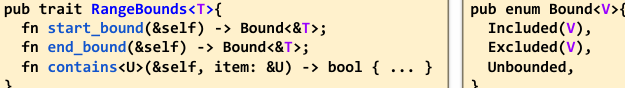 pub trait RangeBounds<T>{
fn start_bound(&self) -> Bound<&T>;
fn end_bound(&self) -> Bound<&T>;
fn contains<U>(&self, item: &U) -> bool { ... }
}
pub enum Bound<V>{
Included(V),
Excluded(V),
Unbounded,
}